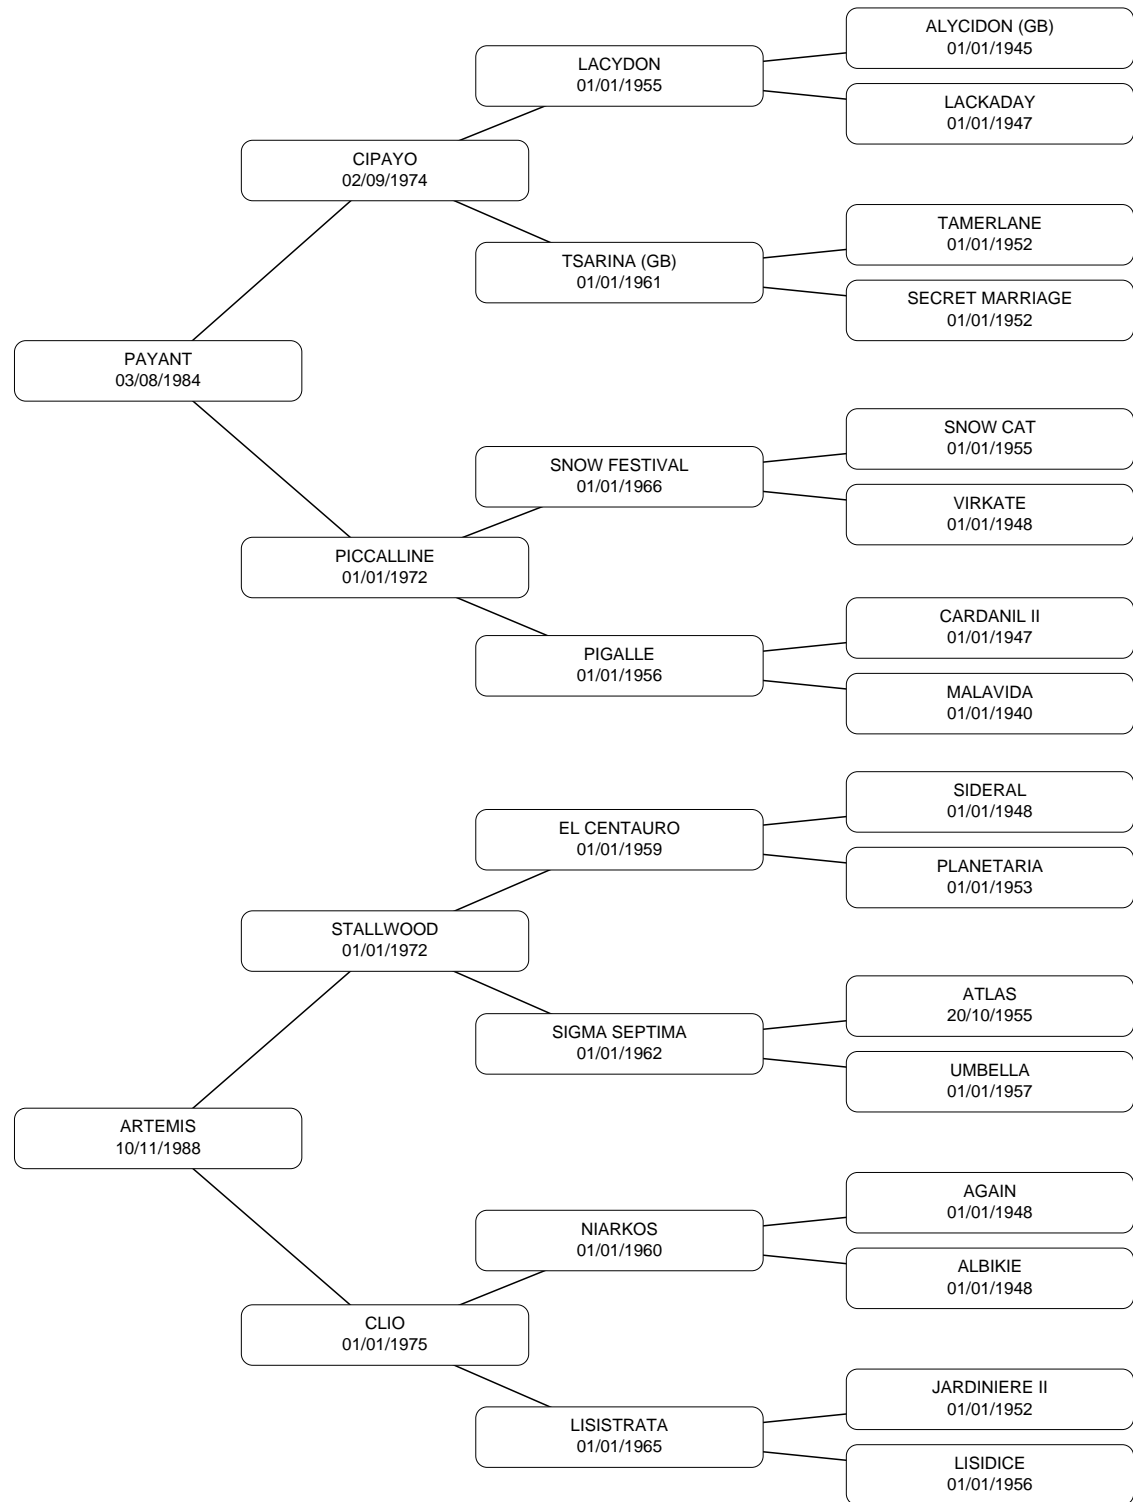 ALYCIDON (GB)
01/01/1945
LACYDON
01/01/1955
LACKADAY
01/01/1947
CIPAYO
02/09/1974
TAMERLANE
01/01/1952
TSARINA (GB)
01/01/1961
SECRET MARRIAGE
01/01/1952
PAYANT
03/08/1984
SNOW CAT
01/01/1955
SNOW FESTIVAL
01/01/1966
VIRKATE
01/01/1948
PICCALLINE
01/01/1972
CARDANIL II
01/01/1947
PIGALLE
01/01/1956
MALAVIDA
01/01/1940
SIDERAL
01/01/1948
EL CENTAURO
01/01/1959
PLANETARIA
01/01/1953
STALLWOOD
01/01/1972
ATLAS
20/10/1955
SIGMA SEPTIMA
01/01/1962
UMBELLA
01/01/1957
ARTEMIS
10/11/1988
AGAIN
01/01/1948
NIARKOS
01/01/1960
ALBIKIE
01/01/1948
CLIO
01/01/1975
JARDINIERE II
01/01/1952
LISISTRATA
01/01/1965
LISIDICE
01/01/1956